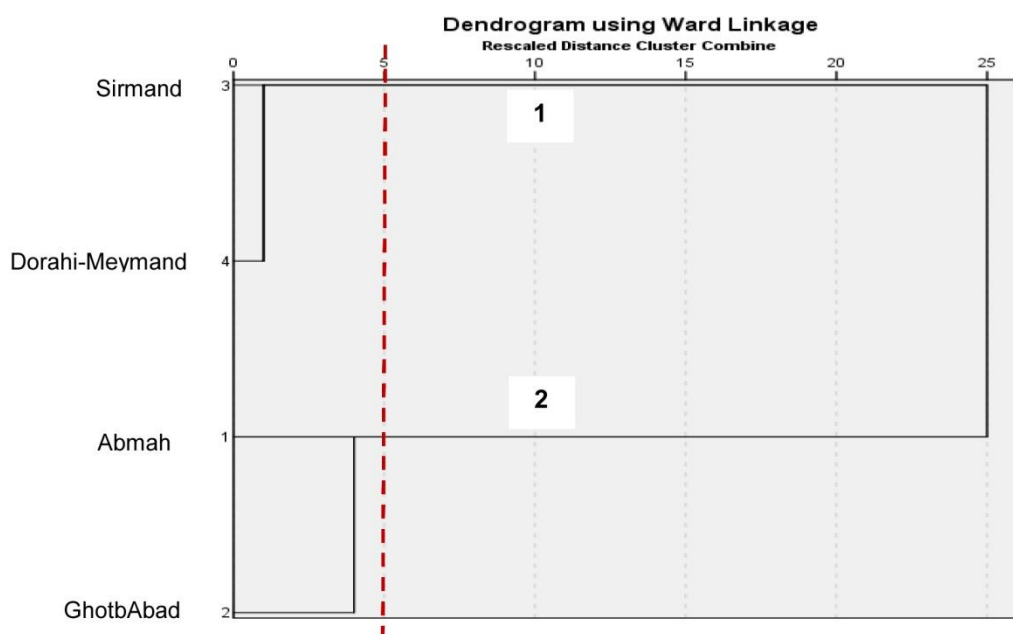 Dendrogram using Ward Linkage
Rescaled Distance Cluster Combine
0 5 10 15 20 25
Sirmand 3
1
Dorahi-Meymand 4
2
Abmah 1
GhotbAbad 2